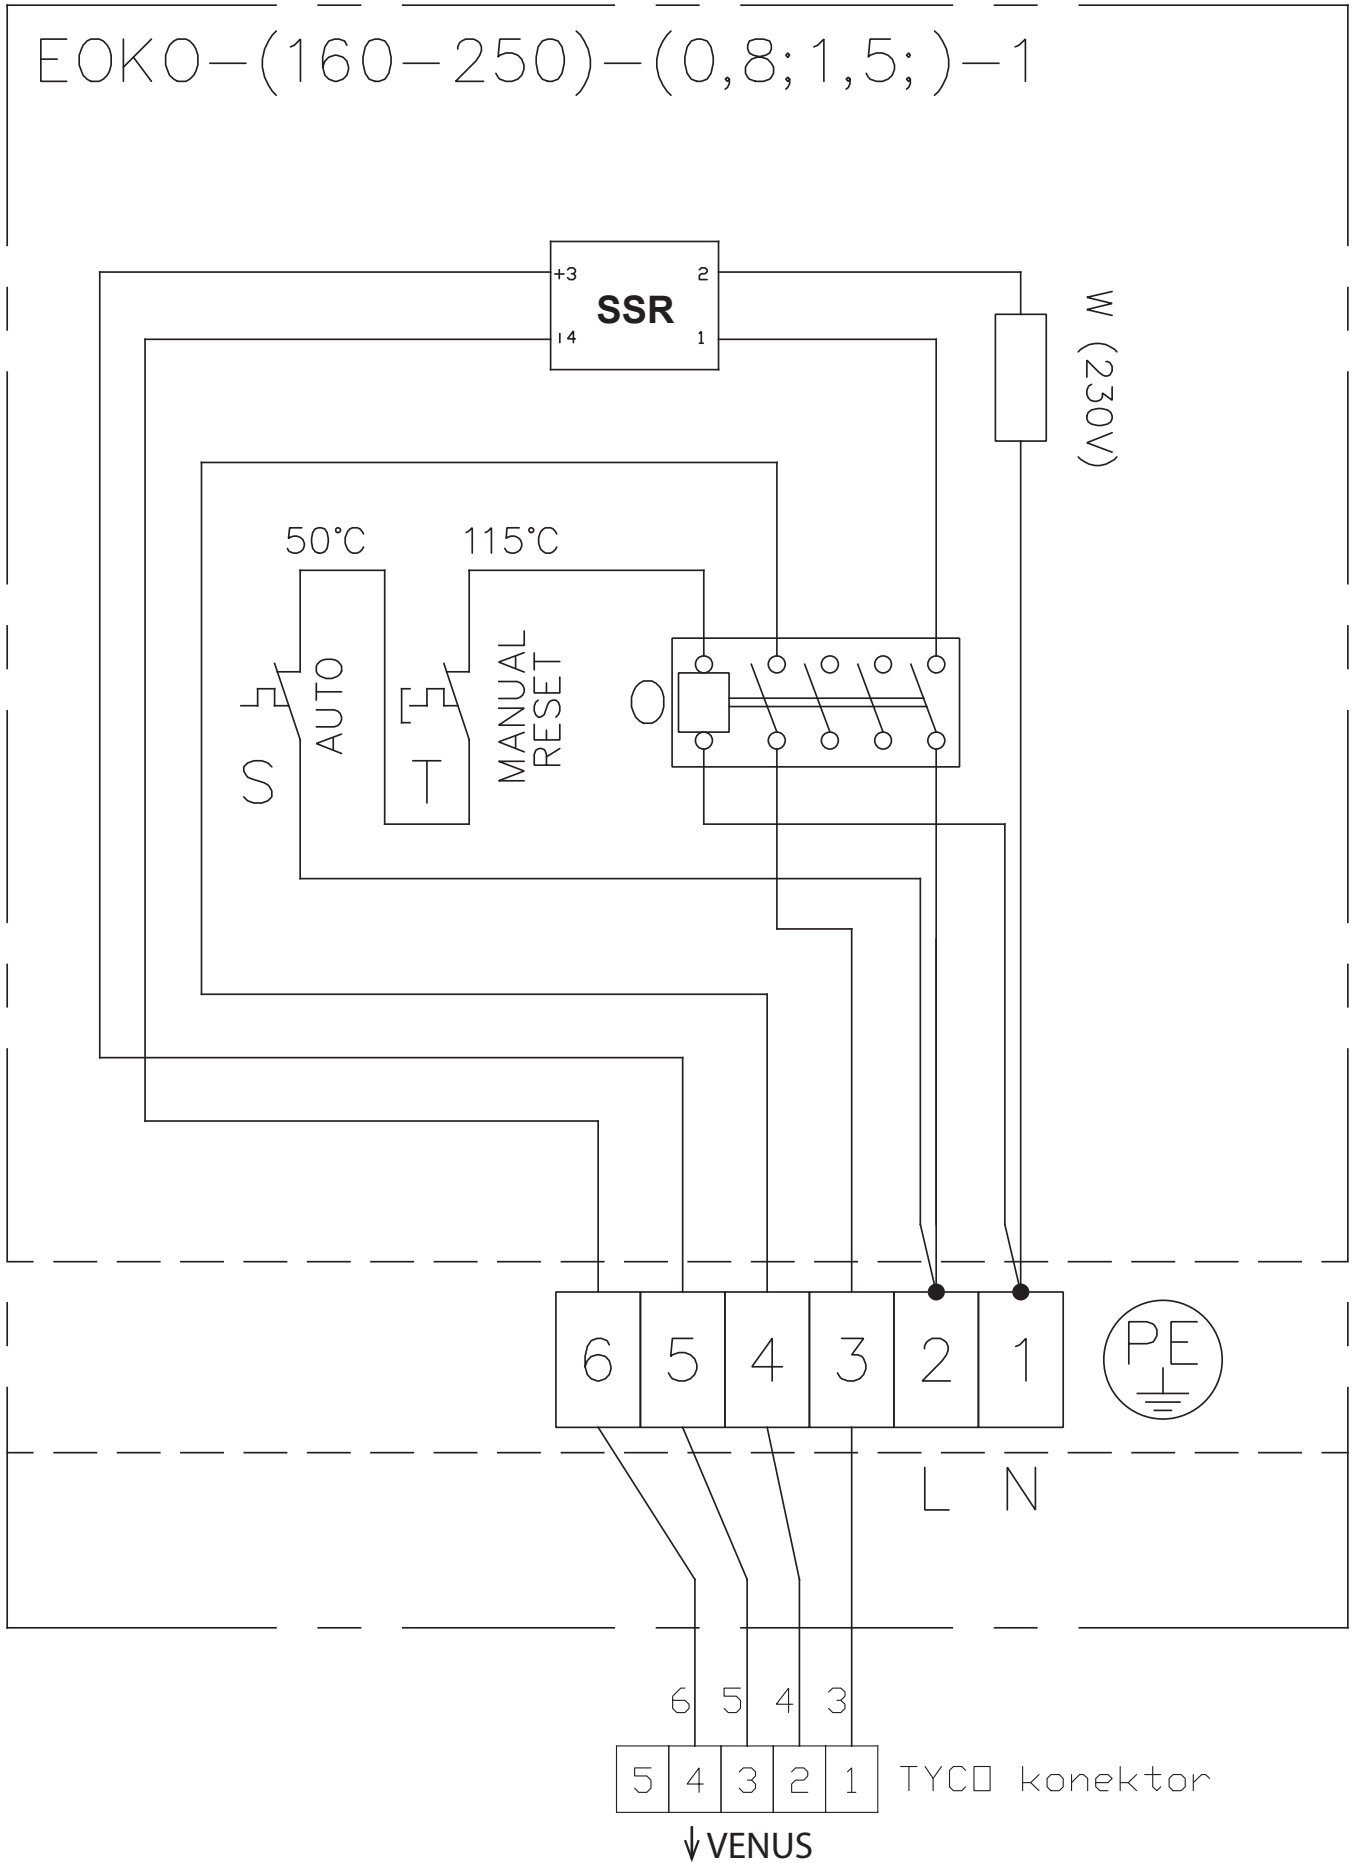 EOKO-(160-250)-(0,8;1,5;)-1
+3 2
SSR
14 1
W (230V)
50°C 115°C
AUTO
MANUAL
RESET
S T
6 5 4 3 2 1 PE
L N
6 5 4 3
5 4 3 2 1 TYCO konektor
↓ VENUS